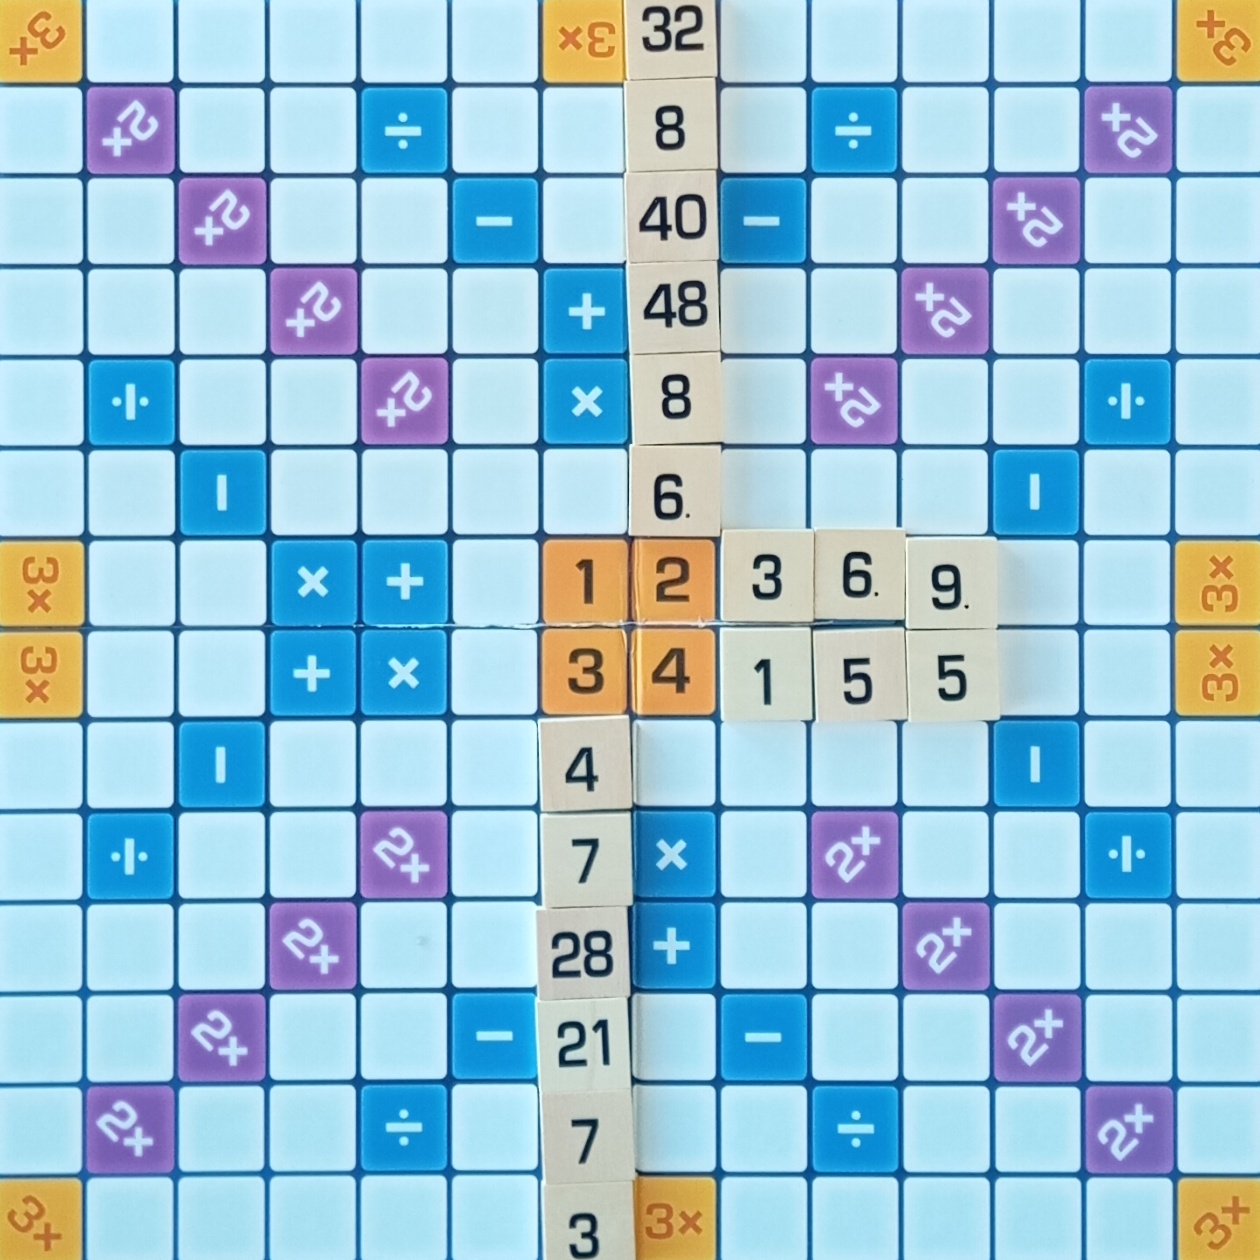 3× 3× 32 3×
2× ÷ 8 ÷ 2×
2× − 40 − 2×
2× + 48 2×
÷ 2× × 8 2× ÷
− 6. −
3× × + 1 2 3 6. 9. 3×
3× + × 3 4 1 5 5 3×
− 4 −
÷ 2× 7 × 2× ÷
2× 28 + 2×
2× − 21 − 2×
2× ÷ 7 ÷ 2×
3× 3 3× 3×